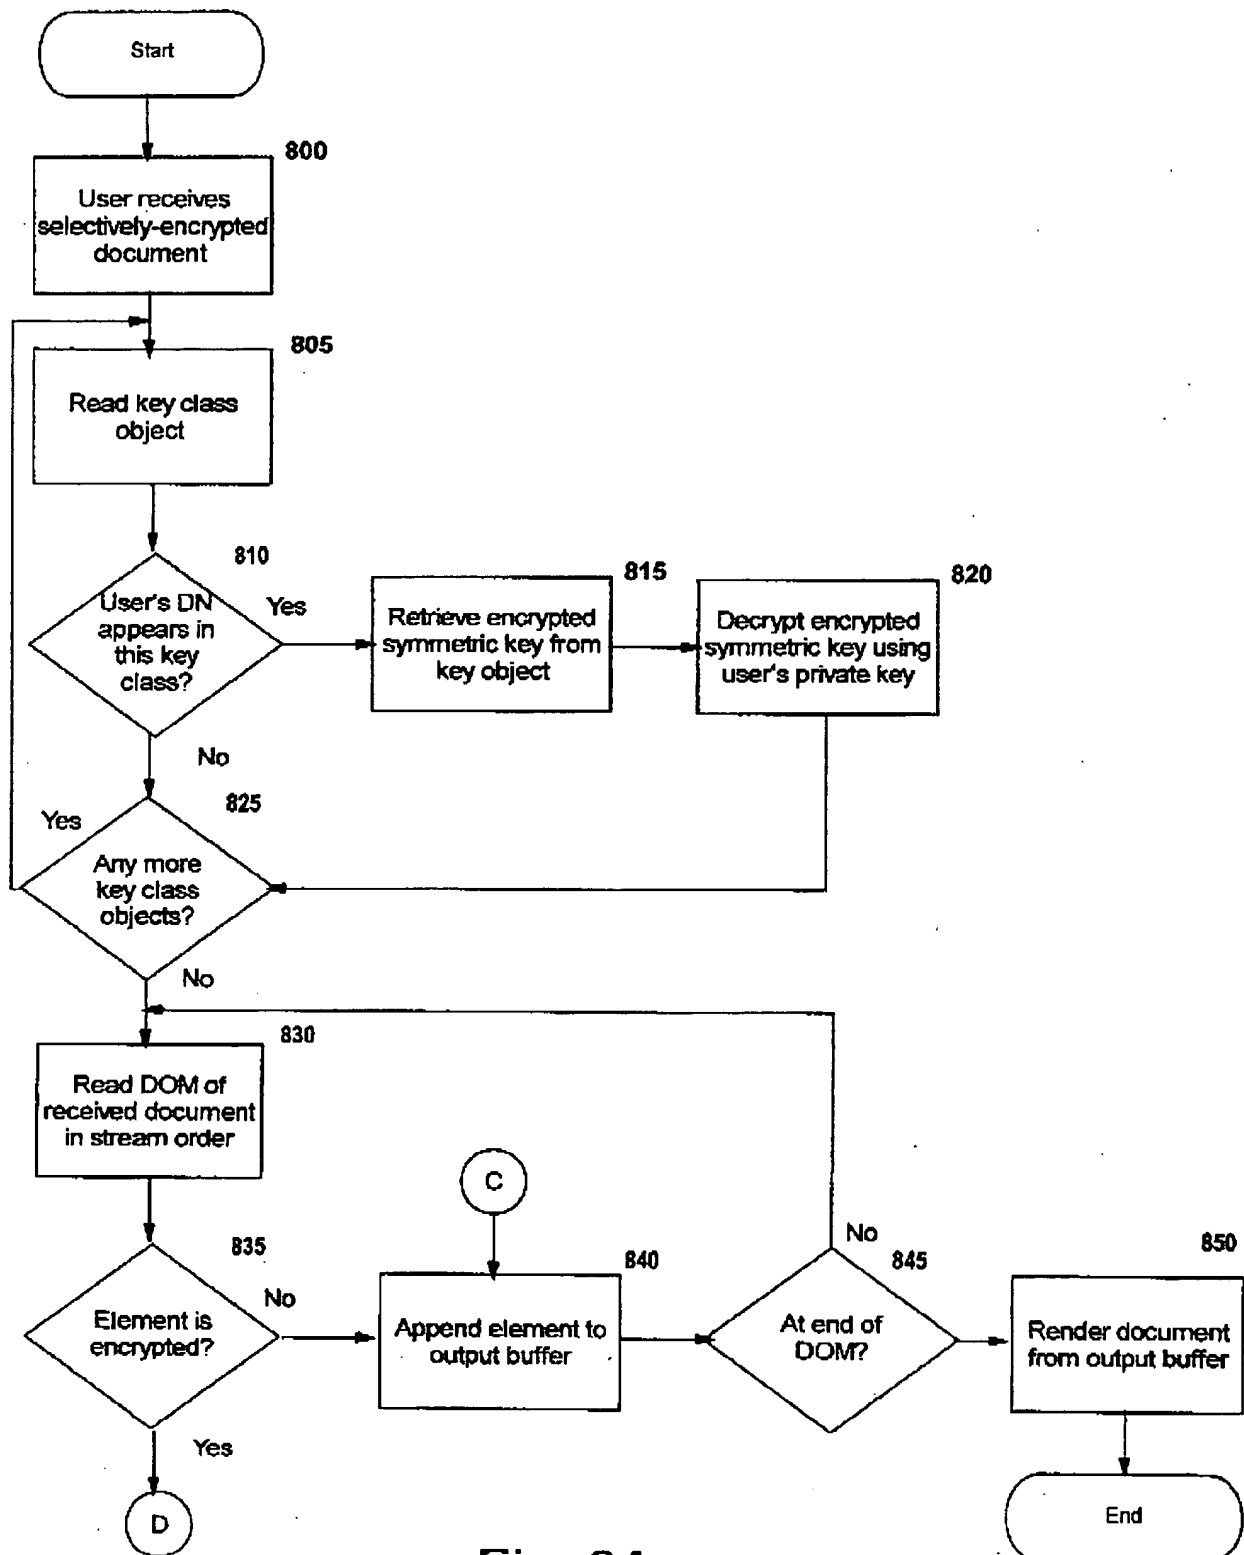 Start
800
User receives
selectively-encrypted
document
805
Read key class
object
810
User's DN
appears in
this key
class?
Yes
815
Retrieve encrypted
symmetric key from
key object
820
Decrypt encrypted
symmetric key using
user's private key
No
825
Yes
Any more
key class
objects?
No
830
Read DOM of
received document
in stream order
C
835
Element is
encrypted?
No
840
Append element to
output buffer
No
845
At end of
DOM?
850
Render document
from output buffer
Yes
D
End